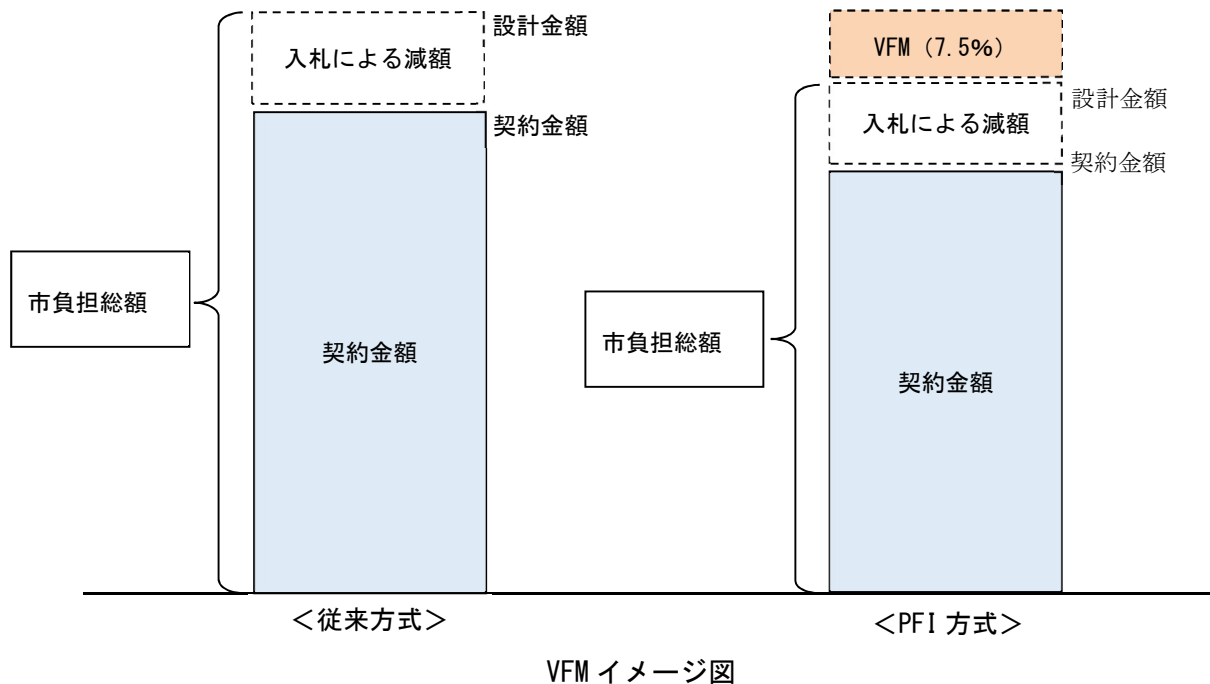 設計金額
入札による減額
契約金額
市負担総額
契約金額
＜従来方式＞
VFM（7.5%）
設計金額
入札による減額
契約金額
市負担総額
契約金額
＜PFI 方式＞
VFM イメージ図